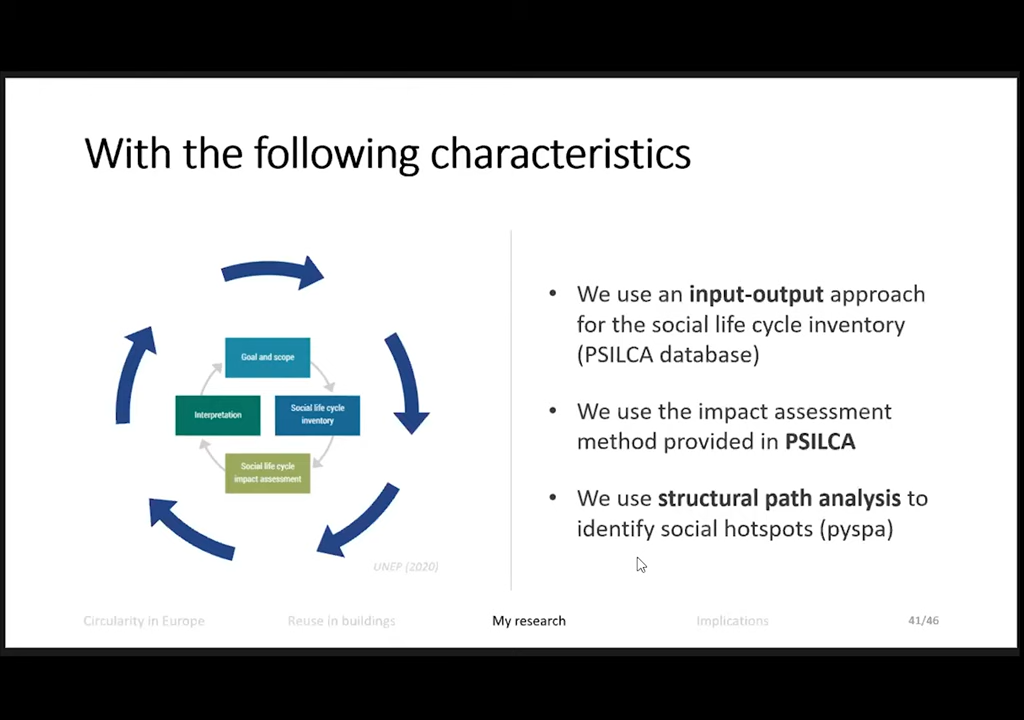 With the following characteristics
Goal and scope
Interpretation
Social life cycle
inventory
Social life cycle
impact assessment
UNEP (2020)
• We use an input-output approach
for the social life cycle inventory
(PSILCA database)
• We use the impact assessment
method provided in PSILCA
• We use structural path analysis to
identify social hotspots (pyspa)
Circularity in Europe
Reuse in buildings
My research
Implications
41/46